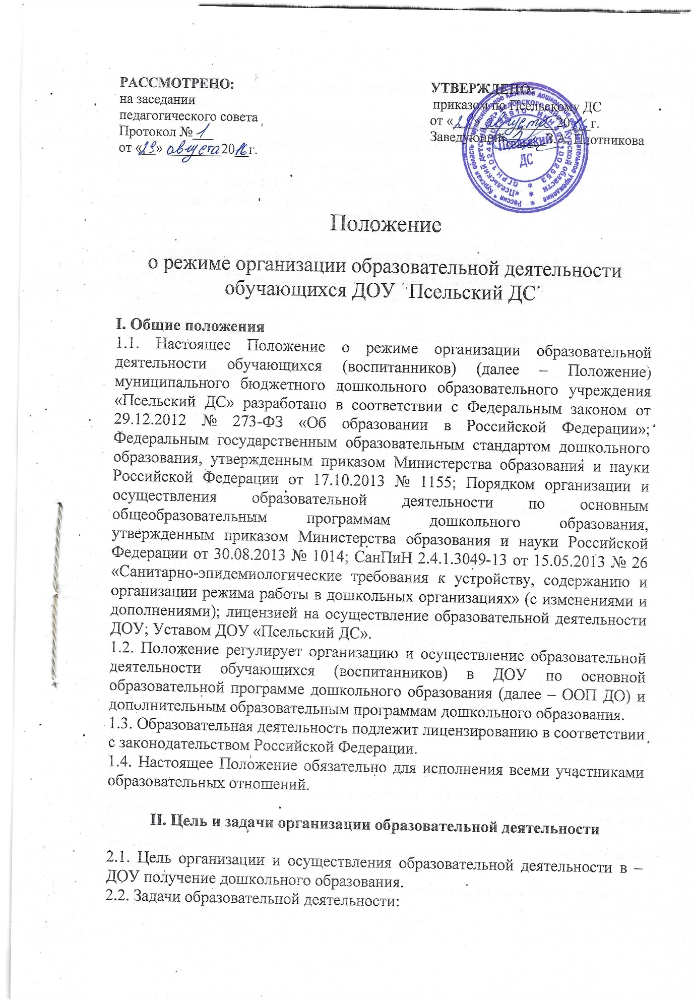 РАССМОТРЕНО:
на заседании
педагогического совета
Протокол № 1
от «29» августа 2016 г.
УТВЕРЖДЕНО:
приказом по Псельскому ДС
от «29» августа 2016 г.
Заведующий В.А. Плотникова
Псельский
ДС
Положение
о режиме организации образовательной деятельности
обучающихся ДОУ "Псельский ДС"
I. Общие положения
1.1. Настоящее Положение о режиме организации образовательной
деятельности обучающихся (воспитанников) (далее – Положение)
муниципального бюджетного дошкольного образовательного учреждения
«Псельский ДС» разработано в соответствии с Федеральным законом от
29.12.2012 № 273-ФЗ «Об образовании в Российской Федерации»;
Федеральным государственным образовательным стандартом дошкольного
образования, утвержденным приказом Министерства образования и науки
Российской Федерации от 17.10.2013 № 1155; Порядком организации и
осуществления образовательной деятельности по основным
общеобразовательным программам дошкольного образования,
утвержденным приказом Министерства образования и науки Российской
Федерации от 30.08.2013 № 1014; СанПиН 2.4.1.3049-13 от 15.05.2013 № 26
«Санитарно-эпидемиологические требования к устройству, содержанию и
организации режима работы в дошкольных организациях» (с изменениями и
дополнениями); лицензией на осуществление образовательной деятельности
ДОУ; Уставом ДОУ «Псельский ДС».
1.2. Положение регулирует организацию и осуществление образовательной
деятельности обучающихся (воспитанников) в ДОУ по основной
образовательной программе дошкольного образования (далее – ООП ДО) и
дополнительным образовательным программам дошкольного образования.
1.3. Образовательная деятельность подлежит лицензированию в соответствии
с законодательством Российской Федерации.
1.4. Настоящее Положение обязательно для исполнения всеми участниками
образовательных отношений.
II. Цель и задачи организации образовательной деятельности
2.1. Цель организации и осуществления образовательной деятельности в –
ДОУ получение дошкольного образования.
2.2. Задачи образовательной деятельности: